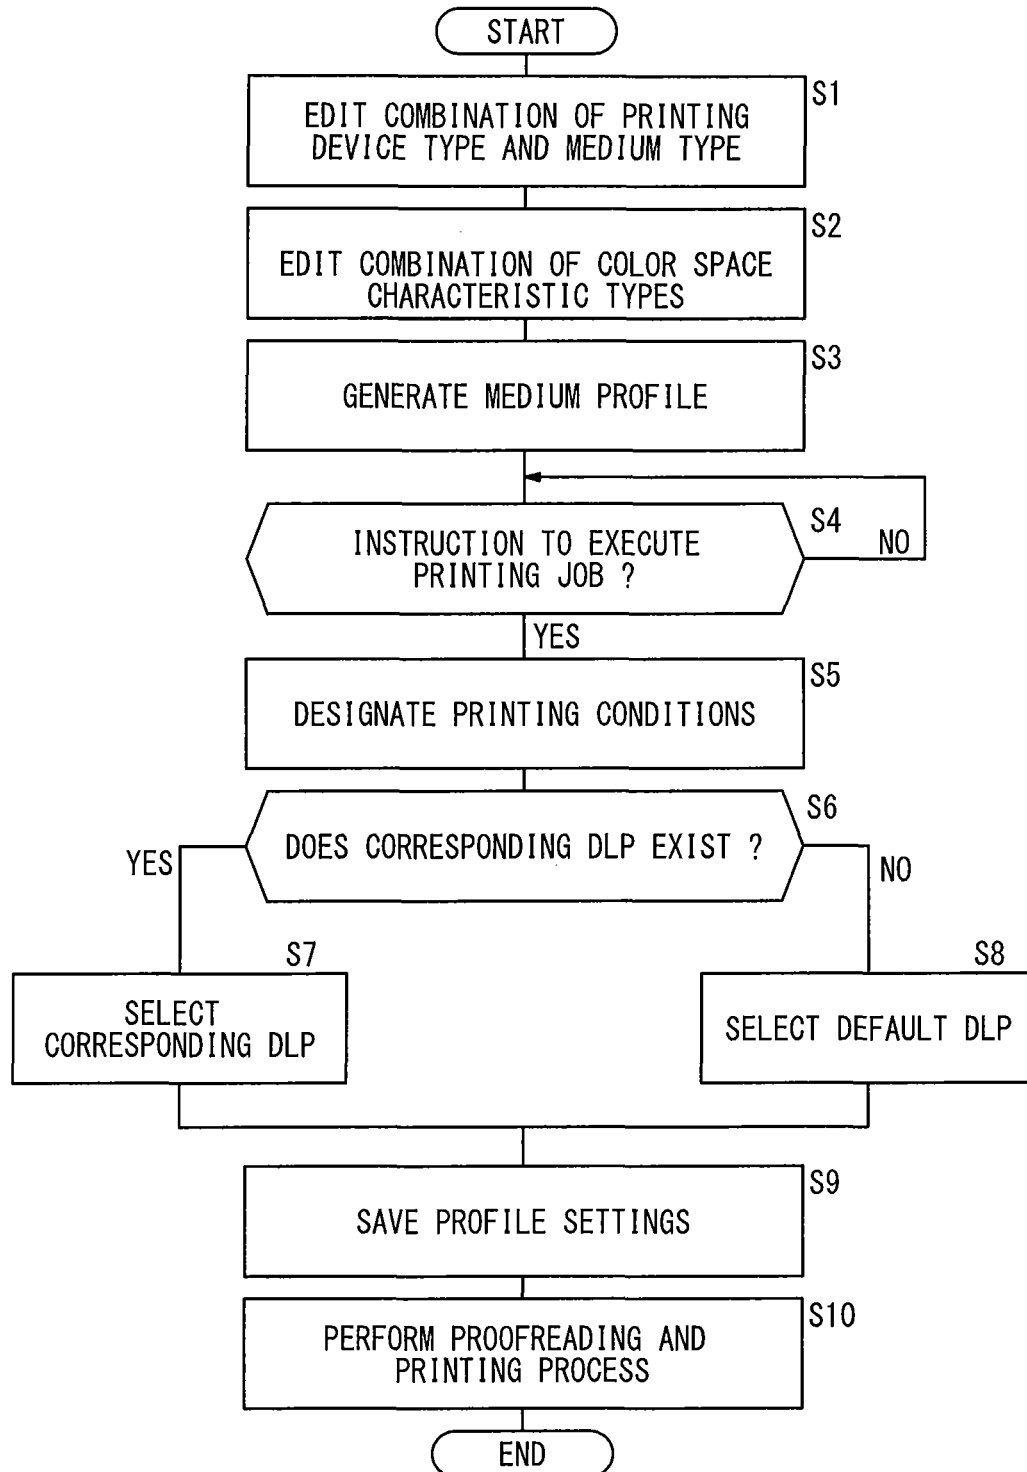 START
S1
EDIT COMBINATION OF PRINTING
DEVICE TYPE AND MEDIUM TYPE
S2
EDIT COMBINATION OF COLOR SPACE
CHARACTERISTIC TYPES
S3
GENERATE MEDIUM PROFILE
S4
INSTRUCTION TO EXECUTE
PRINTING JOB ?
NO
YES
S5
DESIGNATE PRINTING CONDITIONS
S6
DOES CORRESPONDING DLP EXIST ?
YES
NO
S7
SELECT
CORRESPONDING DLP
S8
SELECT DEFAULT DLP
S9
SAVE PROFILE SETTINGS
S10
PERFORM PROOFREADING AND
PRINTING PROCESS
END